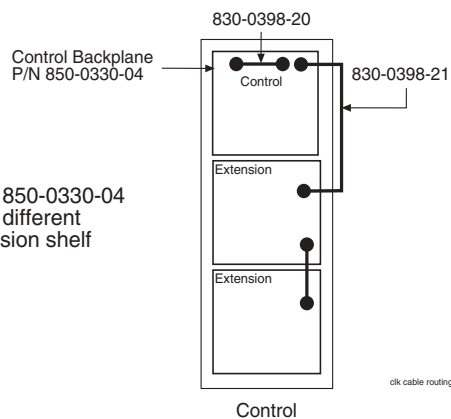 830-0398-20
Control Backplane
P/N 850-0330-04
Control
830-0398-21
Extension
850-0330-04
different
sion shelf
Extension
clk cable routing
Control